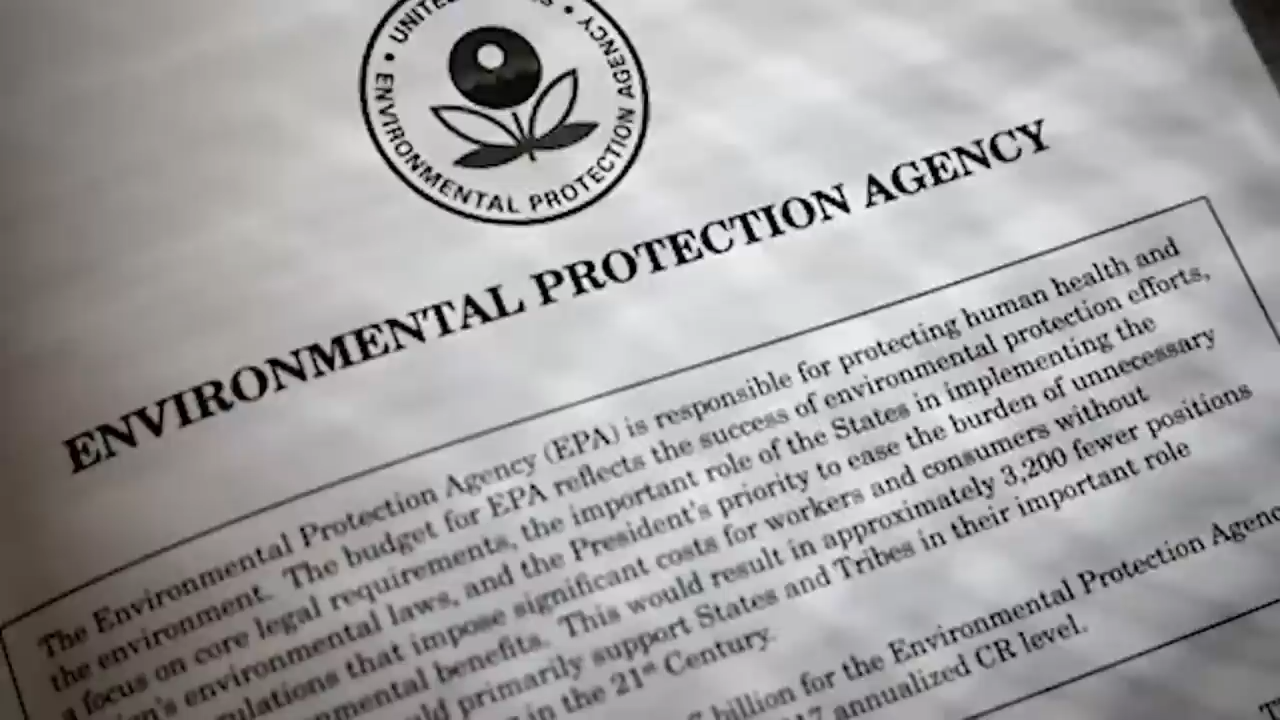 UNITED
ENVIRONMENTAL PROTECTION AGENCY
ENVIRONMENTAL PROTECTION AGENCY
The Environmental Protection Agency (EPA) is responsible for protecting human health and
the environment. The budget for EPA reflects the success of environmental protection efforts,
a focus on core legal requirements, the important role of the States in implementing the
environmental laws, and the President's priority to ease the burden of unnecessary
that impose significant costs for workers and consumers without
benefits. This would result in approximately 3,200 fewer positions
primarily support States and Tribes in their important role
in the 21st Century.
billion for the Environmental Protection Agenc
annualized CR level.